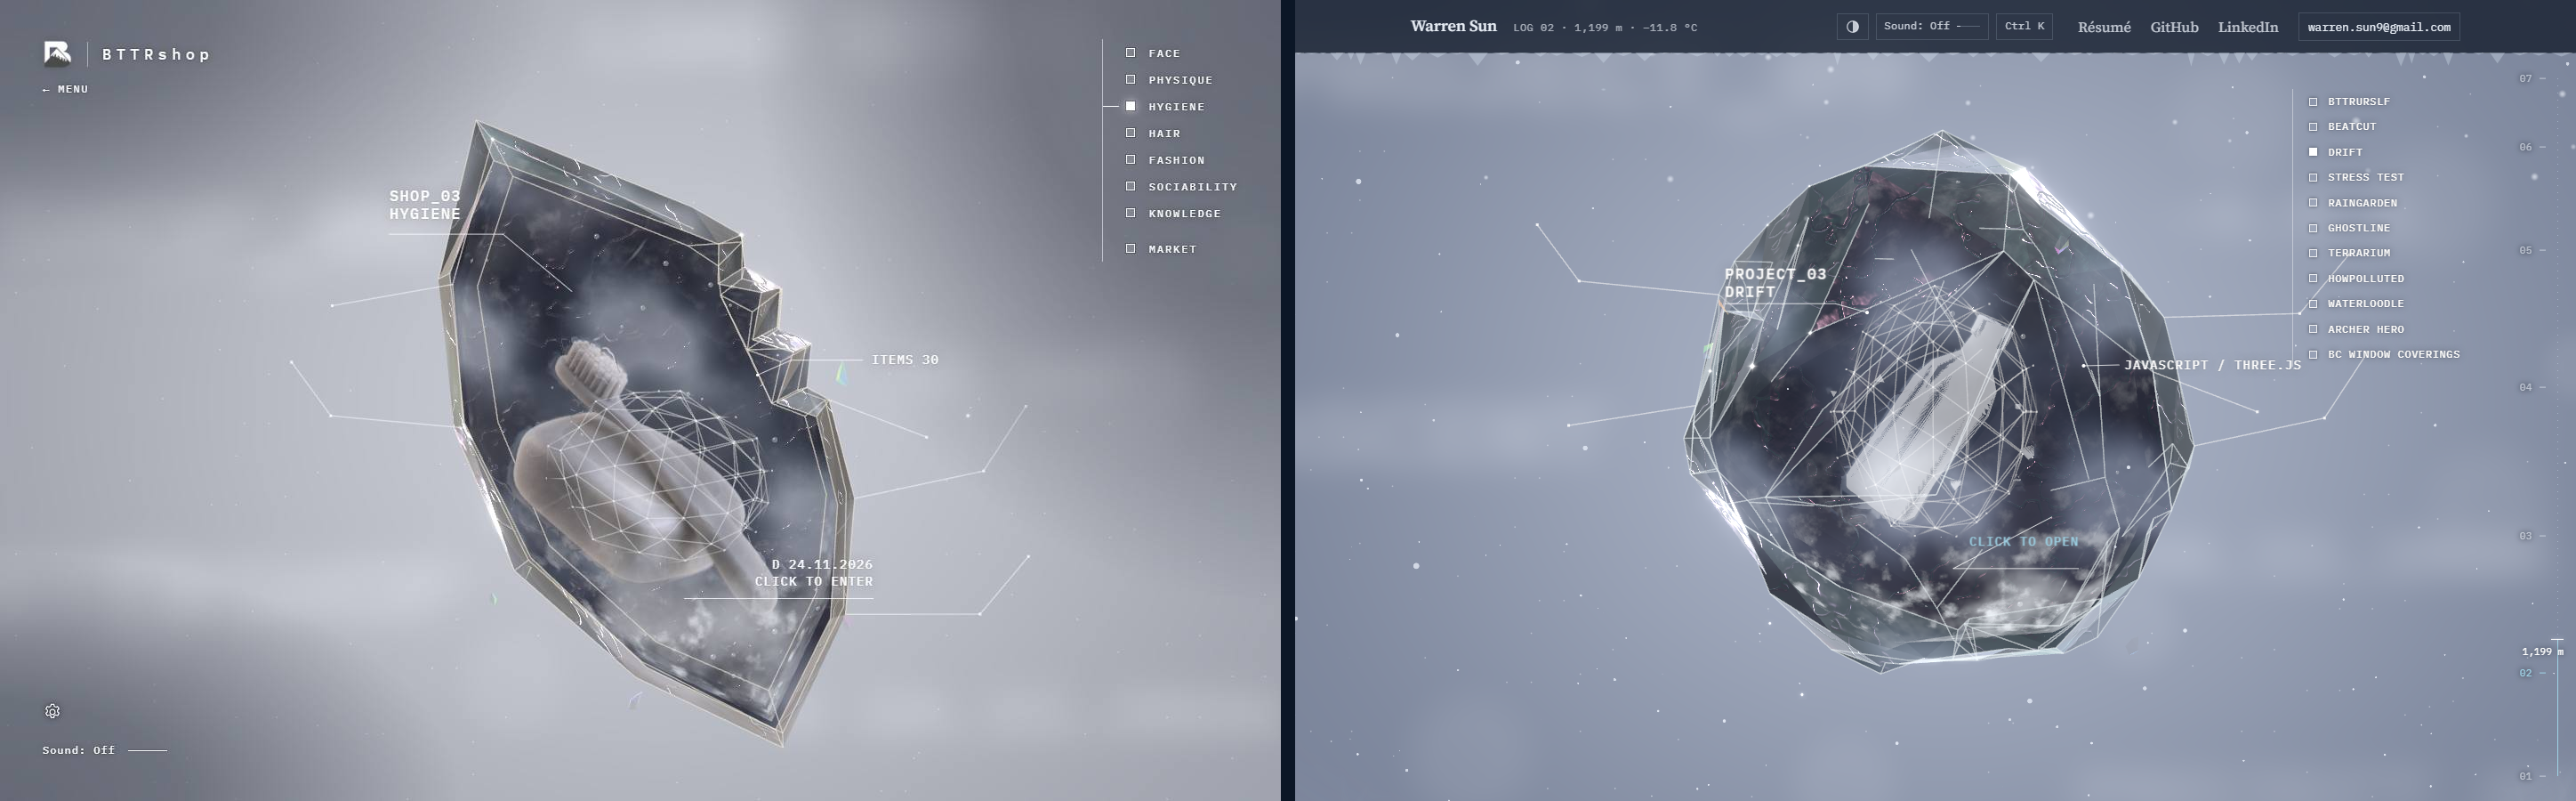 BTTRshop
← MENU
FACE
PHYSIQUE
HYGIENE
HAIR
FASHION
SOCIABILITY
KNOWLEDGE
MARKET
SHOP_03
HYGIENE
ITEMS 30
D 24.11.2026
CLICK TO ENTER
Sound: Off
Warren Sun
LOG 02 · 1,199 m · −11.8 °C
Sound: Off
Ctrl K
Résumé
GitHub
LinkedIn
warren.sun9@gmail.com
BTTRURSLF
BEATCUT
DRIFT
STRESS TEST
RAINGARDEN
GHOSTLINE
TERRARIUM
HOWPOLLUTED
WATERLOODLE
ARCHER HERO
BC WINDOW COVERINGS
PROJECT_03
DRIFT
JAVASCRIPT / THREE.JS
CLICK TO OPEN
07
06
05
04
03
1,199 m
02
01